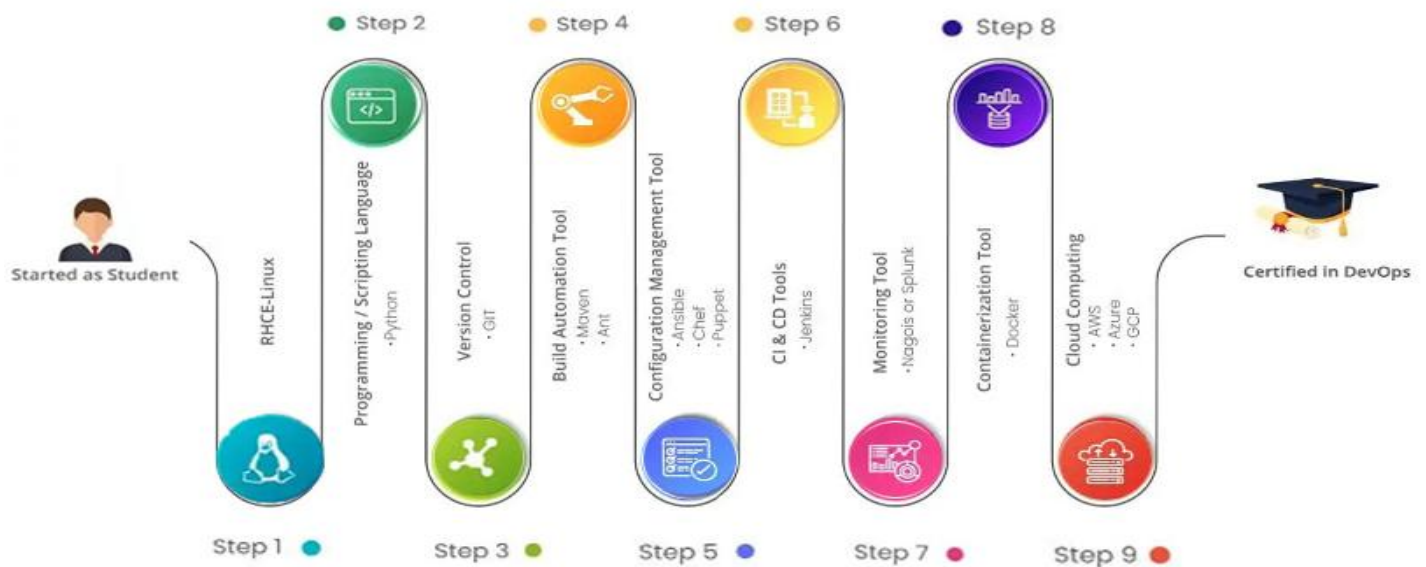 Step 2
Step 4
Step 6
Step 8
Started as Student
RHCE-Linux
Programming / Scripting Language
· Python
Version Control
· GIT
Build Automation Tool
· Maven
· Ant
Configuration Management Tool
· Ansible
· Chef
· Puppet
CI & CD Tools
· Jenkins
Monitoring Tool
· Nagois or Splunk
Containerization Tool
· Docker
Cloud Computing
· AWS
· Azure
· GCP
Certified in DevOps
Step 1
Step 3
Step 5
Step 7
Step 9